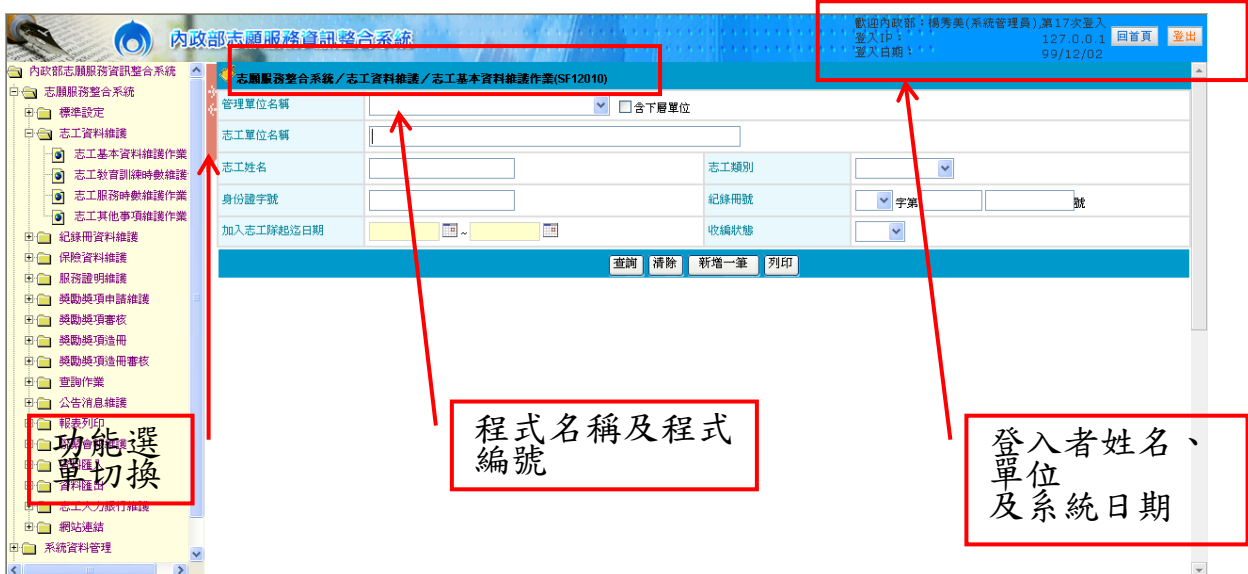 內政部志願服務資訊整合系統
歡迎內政部：楊秀美(系統管理員),第17次登入
登入IP： 127.0.0.1
登入日期： 99/12/02
回首頁 登出
內政部志願服務資訊整合系統
志願服務整合系統
標準設定
志工資料維護
志工基本資料維護作業
志工教育訓練時數維護
志工服務時數維護作業
志工其他事項維護作業
紀錄冊資料維護
保險資料維護
服務證明維護
獎勵獎項申請維護
獎勵獎項審核
獎勵獎項造冊
獎勵獎項造冊審核
查詢作業
公告消息維護
報表列印
資料匯入
資料匯出
志工人力銀行維護
網站連結
系統資料管理
志願服務整合系統／志工資料維護／志工基本資料維護作業(SF12010)
管理單位名稱 含下層單位
志工單位名稱
志工姓名 志工類別
身份證字號 紀錄冊號 字第 號
加入志工隊起迄日期 ~ 收編狀態
查詢 清除 新增一筆 列印
功能選
單切換
程式名稱及程式
編號
登入者姓名、
單位
及系統日期